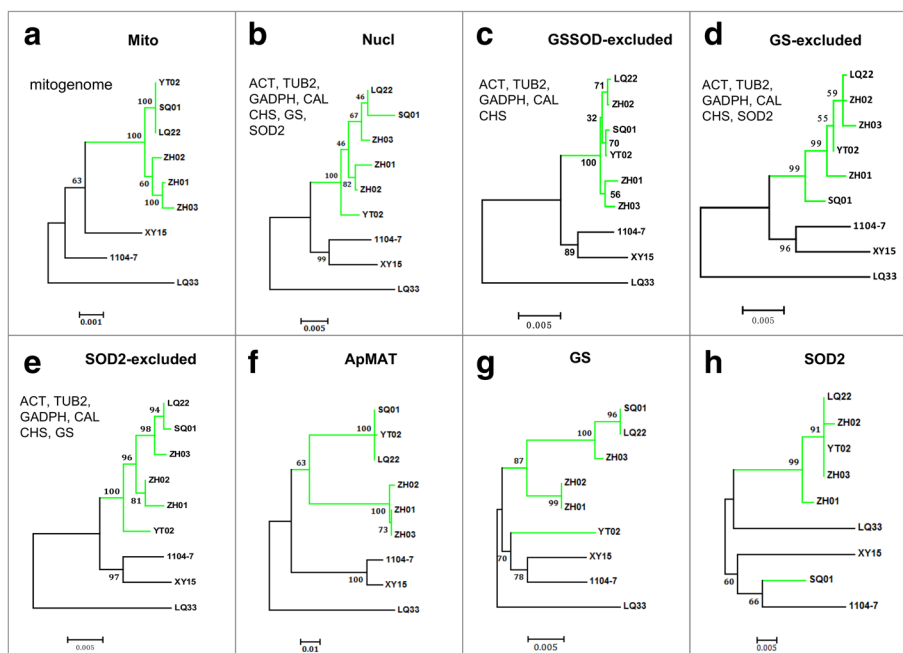 a
Mito
mitogenome
YT02
100
SQ01
100
LQ22
ZH02
63
60
ZH01
100
ZH03
XY15
1104-7
LQ33
0.001
b
Nucl
ACT, TUB2,
GADPH, CAL
CHS, GS,
SOD2
46
LQ22
67
SQ01
46
ZH03
100
ZH01
82
ZH02
YT02
1104-7
99
XY15
LQ33
0.005
c
GSSOD-excluded
ACT, TUB2,
GADPH, CAL
CHS
71
LQ22
ZH02
32
SQ01
70
YT02
100
ZH01
56
ZH03
1104-7
89
XY15
LQ33
0.005
d
GS-excluded
ACT, TUB2,
GADPH, CAL
CHS, SOD2
LQ22
59
ZH02
55
ZH03
99
YT02
99
ZH01
SQ01
1104-7
96
XY15
LQ33
0.005
e
SOD2-excluded
ACT, TUB2,
GADPH, CAL
CHS, GS
94
LQ22
98
SQ01
96
ZH03
100
ZH02
81
ZH01
YT02
1104-7
97
XY15
LQ33
0.005
f
ApMAT
SQ01
100
YT02
63
LQ22
ZH02
100
ZH01
73
ZH03
1104-7
100
XY15
LQ33
0.01
g
GS
96
SQ01
100
LQ22
87
ZH03
ZH02
99
ZH01
YT02
70
XY15
78
1104-7
LQ33
0.005
h
SOD2
LQ22
91
ZH02
YT02
99
ZH03
ZH01
LQ33
XY15
60
SQ01
66
1104-7
0.005